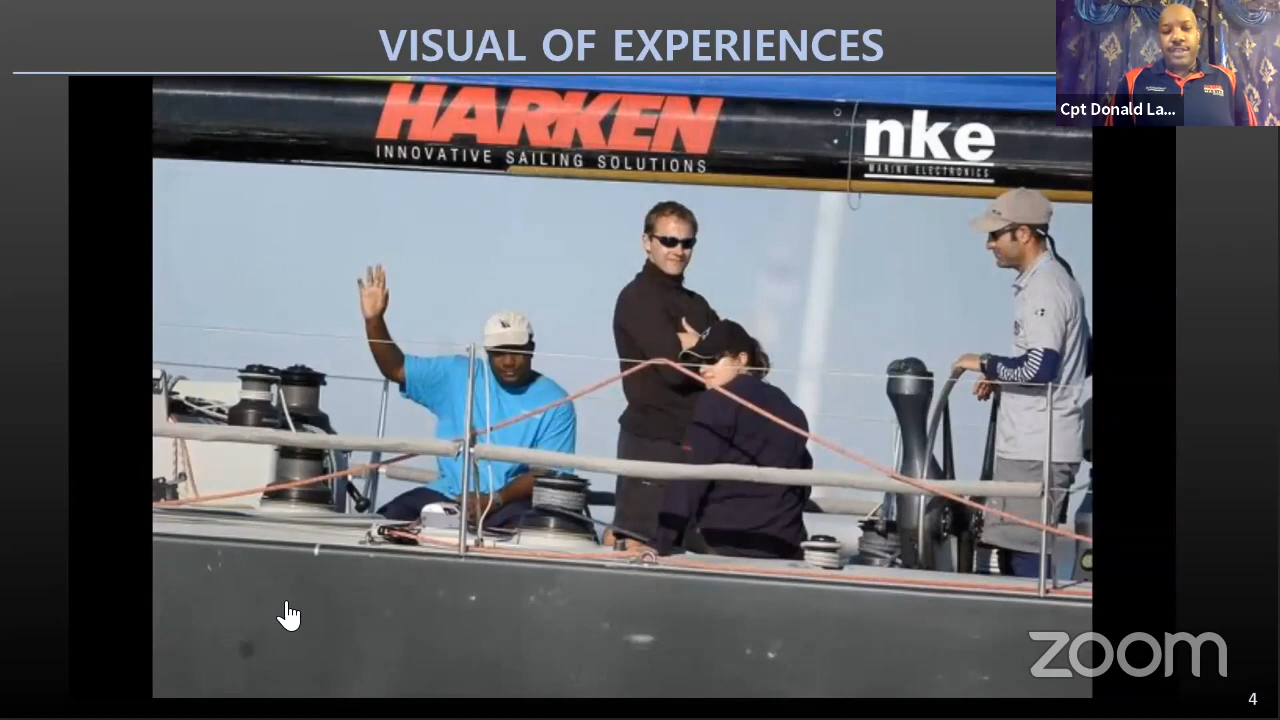 VISUAL OF EXPERIENCES
Cpt Donald La...
HARKEN
INNOVATIVE SAILING SOLUTIONS
nke
MARINE ELECTRONICS
zoom
4